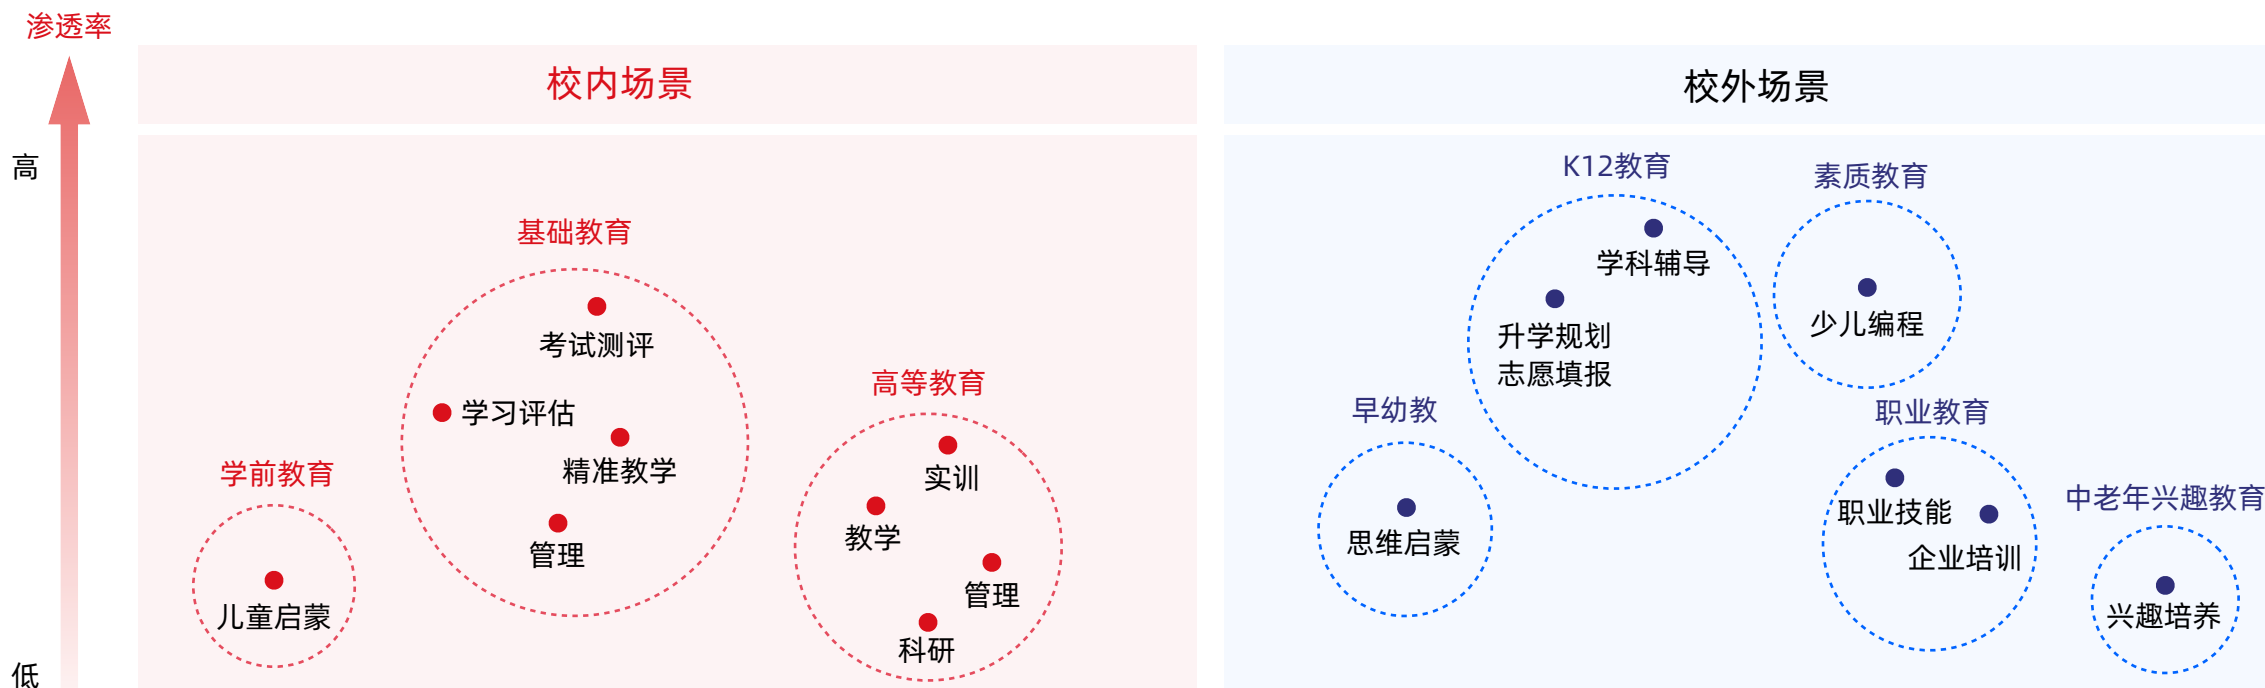 渗透率
高
低
校内场景
基础教育
考试测评
学习评估
精准教学
管理
学前教育
儿童启蒙
高等教育
实训
教学
管理
科研
校外场景
K12教育
学科辅导
升学规划
志愿填报
素质教育
少儿编程
早幼教
思维启蒙
职业教育
职业技能
企业培训
中老年兴趣教育
兴趣培养